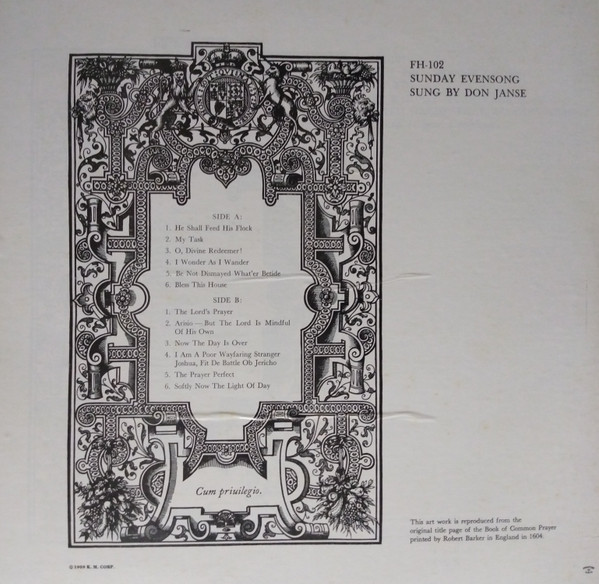 FH-102
SUNDAY EVENSONG
SUNG BY DON JANSE
SIDE A:
1. He Shall Feed His Flock
2. My Task
3. O, Divine Redeemer!
4. I Wonder As I Wander
5. Be Not Dismayed What'er Betide
6. Bless This House
SIDE B:
1. The Lord's Prayer
2. Arisio—But The Lord Is Mindful
Of His Own
3. Now The Day Is Over
4. I Am A Poor Wayfaring Stranger
Joshua, Fit De Battle Ob Jericho
5. The Prayer Perfect
6. Softly Now The Light Of Day
Cum priuilegio.
This art work is reproduced from the
original title page of the Book of Common Prayer
printed by Robert Barker in England in 1604.
R. H. CORP.